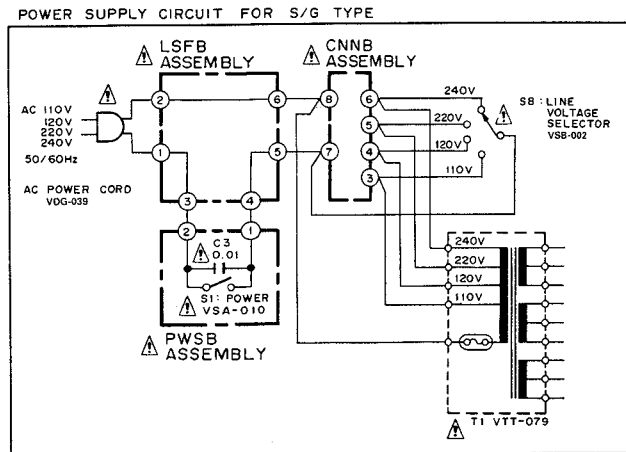 POWER SUPPLY CIRCUIT FOR S/G TYPE
LSFB
ASSEMBLY
CNNB
ASSEMBLY
AC 110V
120V
220V
240V
50/60Hz
AC POWER CORD
VDG-039
2
6
1
5
3
4
2
1
C3
0.01
S1: POWER
VSA-010
PWSB
ASSEMBLY
8
6
5
7
4
3
240V
220V
120V
110V
S8: LINE
VOLTAGE
SELECTOR
VSB-002
240V
220V
120V
110V
T1 VTT-079